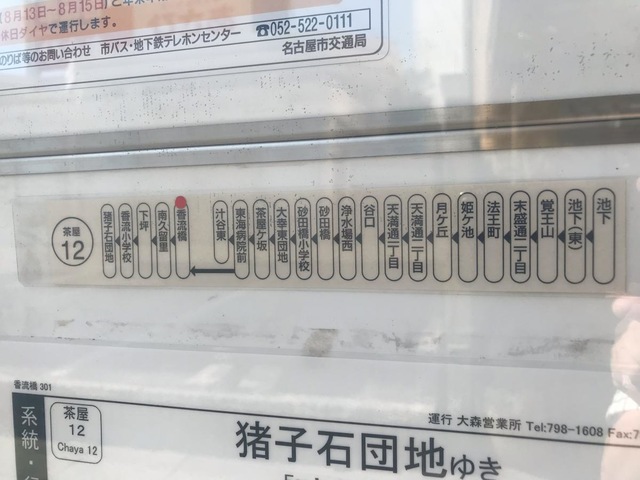 (8月13日～8月15日)と年末年
休日ダイヤで運行します。
のりば等のお問い合わせ 市バス・地下鉄テレホンセンター ☎052-522-0111
名古屋市交通局
茶屋
12
猪子石団地
香流小学校
下坪
南久留里
香流橋
汁谷東
東海病院前
茶屋ケ坂
大幸東団地
砂田橋小学校
砂田橋
浄水場西
谷口
天満通二丁目
天満通二丁目
月ケ丘
姫ケ池
法王町
末盛通二丁目
覚王山
池下(東)
池下
香流橋 301
系統・行
茶屋
12
Chaya 12
運行 大森営業所 Tel:798-1608 Fax:7
猪子石団地ゆき